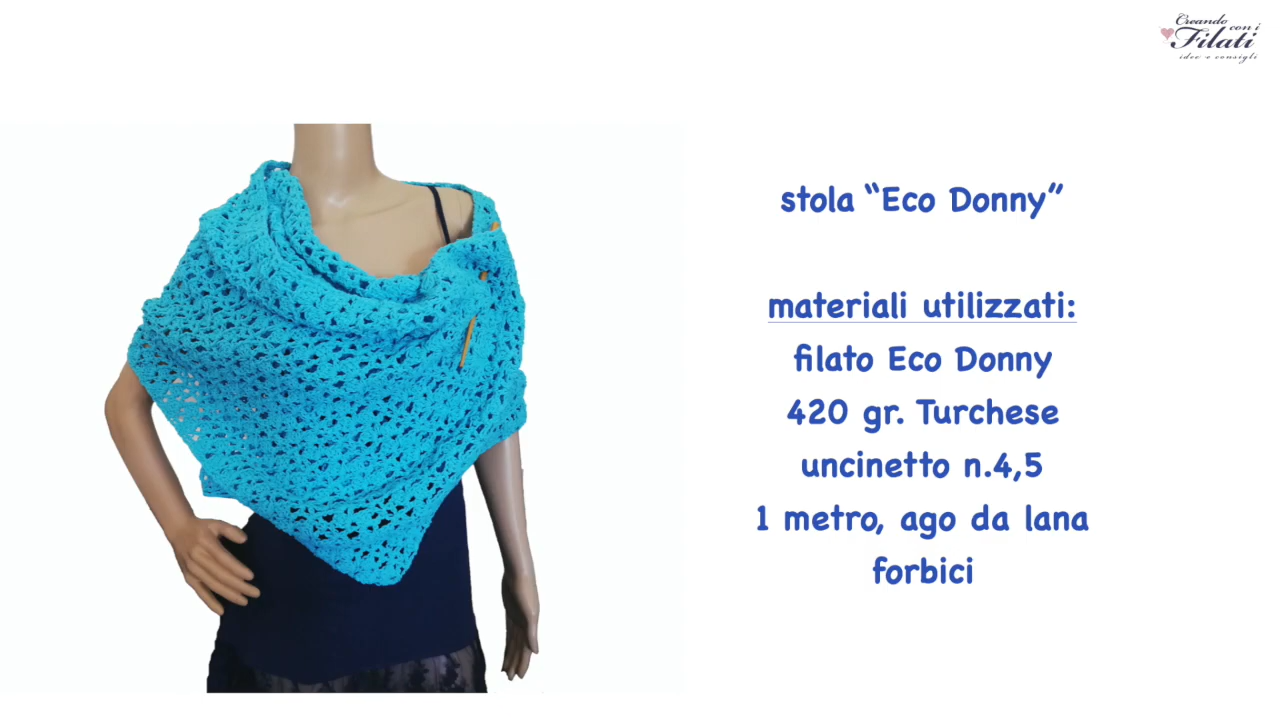 Creando
con i
Filati
idee e consigli
stola “Eco Donny”
materiali utilizzati:
filato Eco Donny
420 gr. Turchese
uncinetto n.4,5
1 metro, ago da lana
forbici